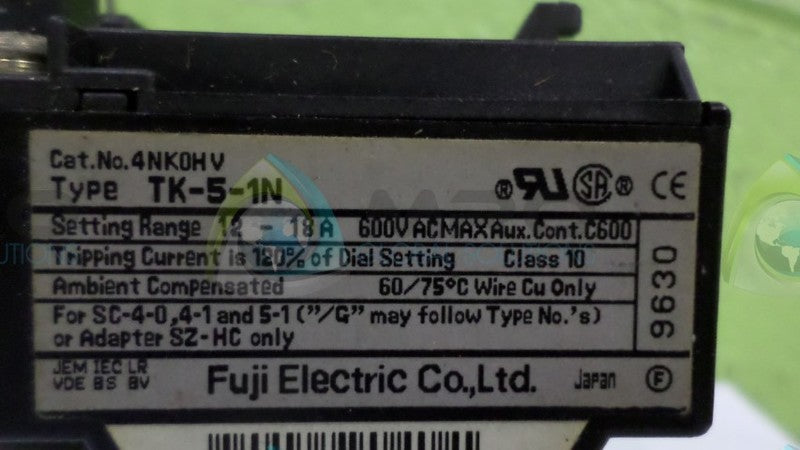 Cat.No.4NK0HV
Type TK-5-1N
Setting Range 12 - 18A 600V ACMAX Aux.Cont.C600
Tripping Current is 120% of Dial Setting Class 10
Ambient Compensated 60/75°C Wire Cu Only
For SC-4-0,4-1 and 5-1 ("/G" may follow Type No.'s)
or Adapter SZ-HC only
9630
JEM IEC LR
VDE BS BV
Fuji Electric Co.,Ltd. Japan F